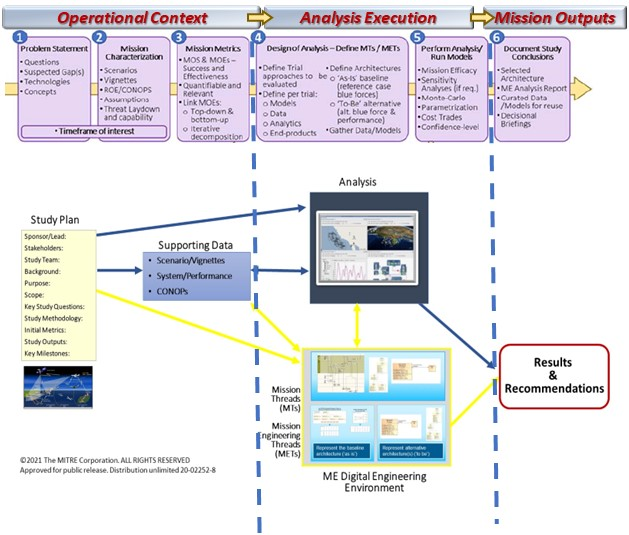 Operational Context
Analysis Execution
Mission Outputs
1
Problem Statement
• Questions
• Suspected Gap(s)
• Technologies
• Concepts
2
Mission
Characterization
• Scenarios
• Vignettes
• ROE/CONOPS
• Assumptions
• Threat Laydown
and capability
• Timeframe of interest
3
Mission Metrics
• MOS & MOEs –
Success and
Effectiveness
• Quantifiable and
Relevant
• Link MOEs:
o Top-down &
bottom-up
o Iterative
decomposition
4
Design of Analysis – Define MTs / METs
• Define Trial
approaches to be
evaluated
• Define per trial:
o Models
o Data
o Analytics
o End-products
• Define Architectures
o 'As-Is' baseline
(reference case
blue forces)
o 'To-Be' alternative
(alt. blue force &
performance)
• Gather Data/Models
5
Perform Analysis/
Run Models
• Mission Efficacy
• Sensitivity
Analyses (if req.)
• Monte-Carlo
• Parametrization
• Cost Trades
• Confidence-level
6
Document Study
Conclusions
• Selected
Architecture
• ME Analysis Report
• Curated Data/
Models for reuse
• Decisional
Briefings
Analysis
Study Plan
Sponsor/Lead:
Stakeholders:
Study Team:
Background:
Purpose:
Scope:
Key Study Questions:
Study Methodology:
Initial Metrics:
Study Outputs:
Key Milestones:
Supporting Data
• Scenario/Vignettes
• System/Performance
• CONOPs
Results
&
Recommendations
Mission
Threads
(MTs)
Mission
Engineering
Threads
(METs)
Represent the baseline
architecture ('as is')
Represent alternative
architecture(s) ('to be')
ME Digital Engineering
Environment
©2021 The MITRE Corporation. ALL RIGHTS RESERVED
Approved for public release. Distribution unlimited 20-02252-8